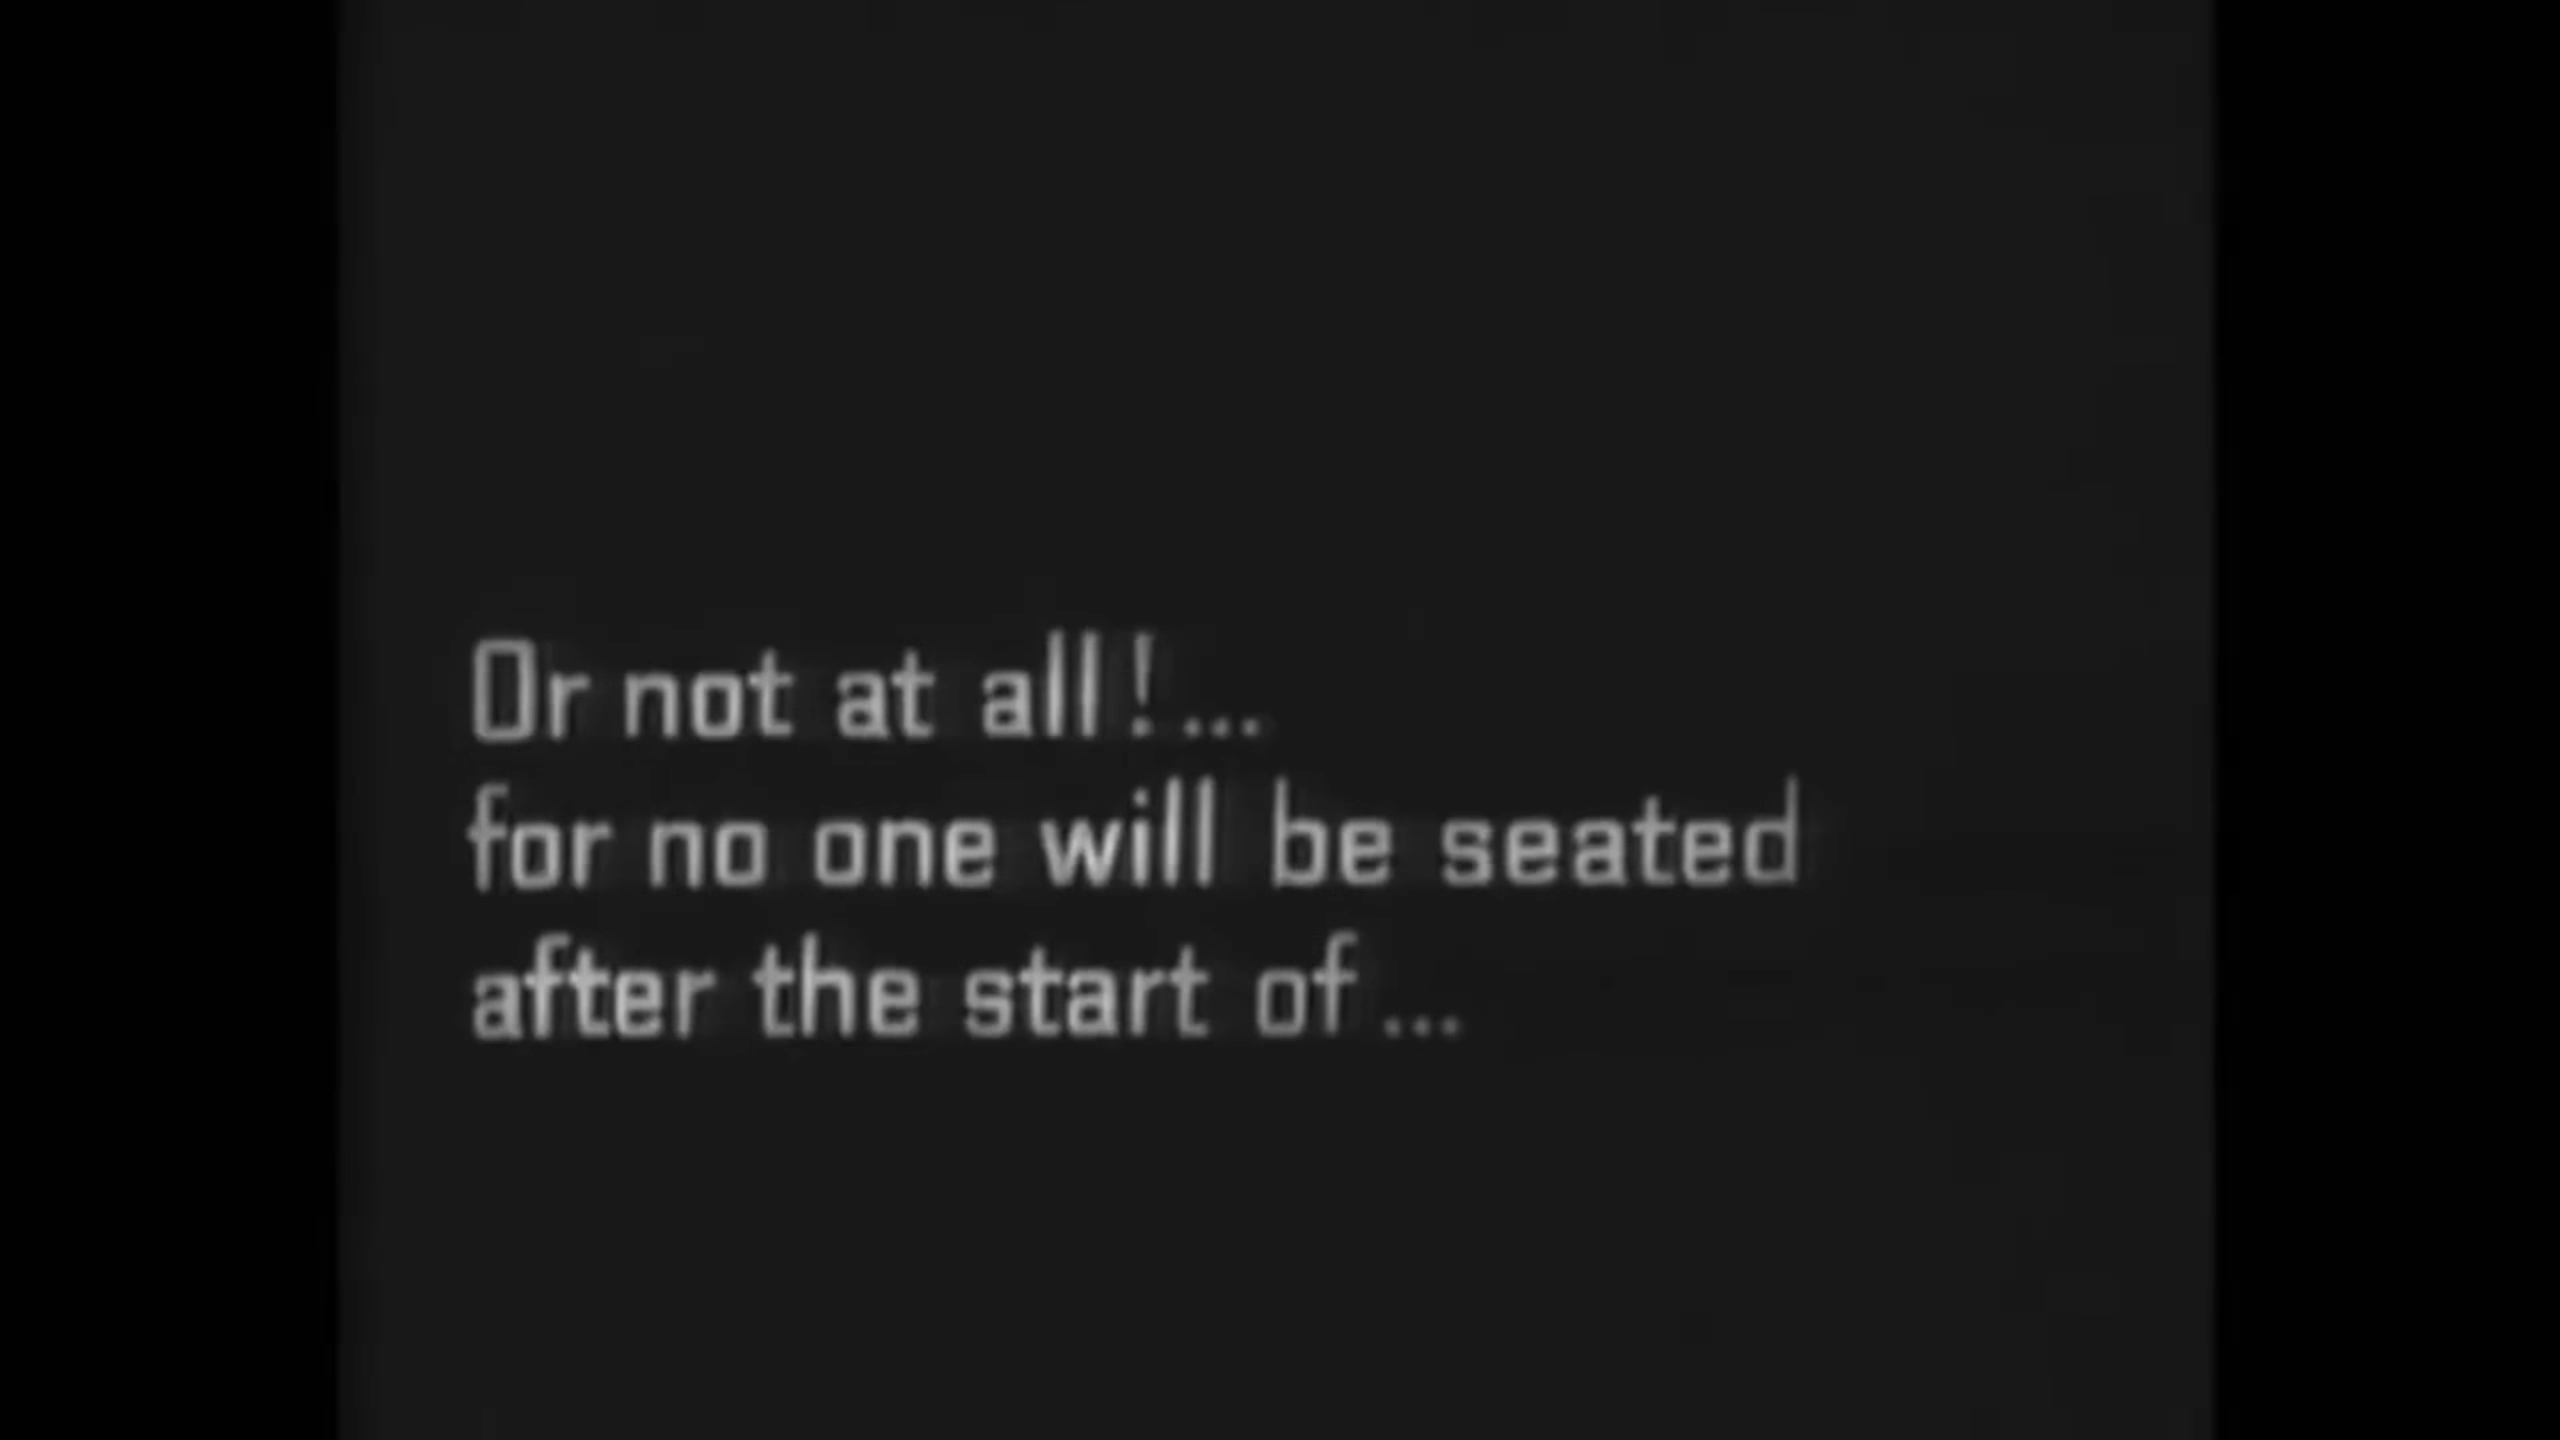 Or not at all!...
for no one will be seated
after the start of...